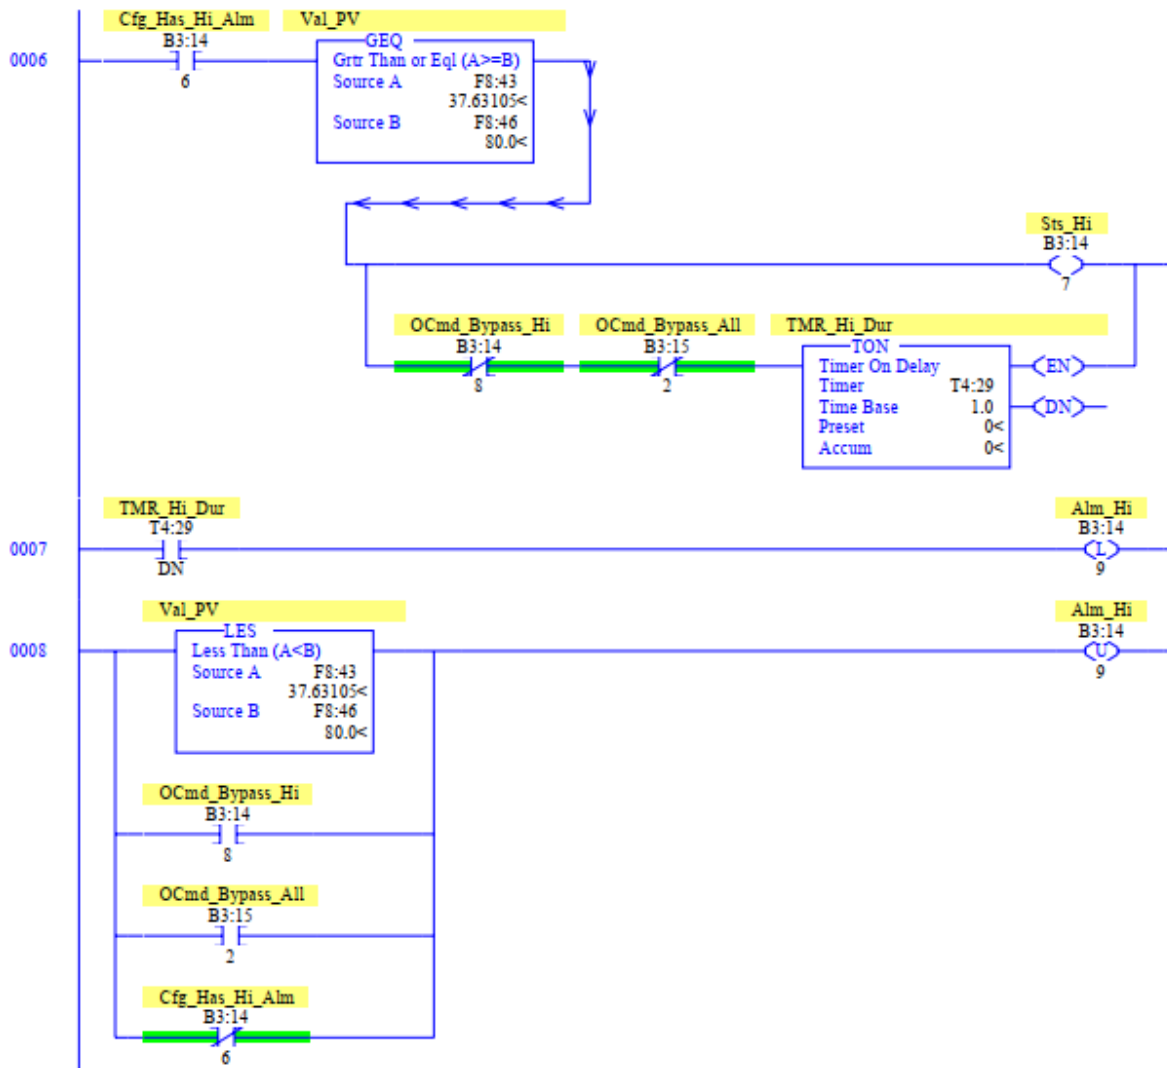 Cfg_Has_Hi_Alm Val_PV
B3:14 GEQ
0006 Grtr Than or Eql (A>=B)
6 Source A F8:43
37.63105<
Source B F8:46
80.0<
Sts_Hi
B3:14
7
OCmd_Bypass_Hi OCmd_Bypass_All TMR_Hi_Dur
B3:14 B3:15 TON
Timer On Delay EN
8 2 Timer T4:29
Time Base 1.0 DN
Preset 0<
Accum 0<
TMR_Hi_Dur Alm_Hi
T4:29 B3:14
0007 L
DN 9
Val_PV Alm_Hi
LES B3:14
0008 Less Than (A<B) U
Source A F8:43 9
37.63105<
Source B F8:46
80.0<
OCmd_Bypass_Hi
B3:14
8
OCmd_Bypass_All
B3:15
2
Cfg_Has_Hi_Alm
B3:14
6